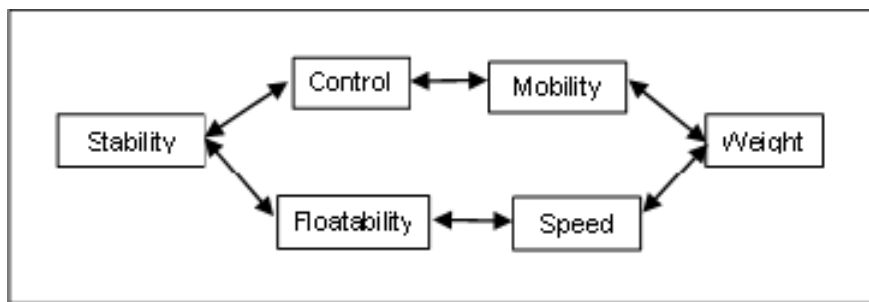 Control
Mobility
Stability
Weight
Floatability
Speed